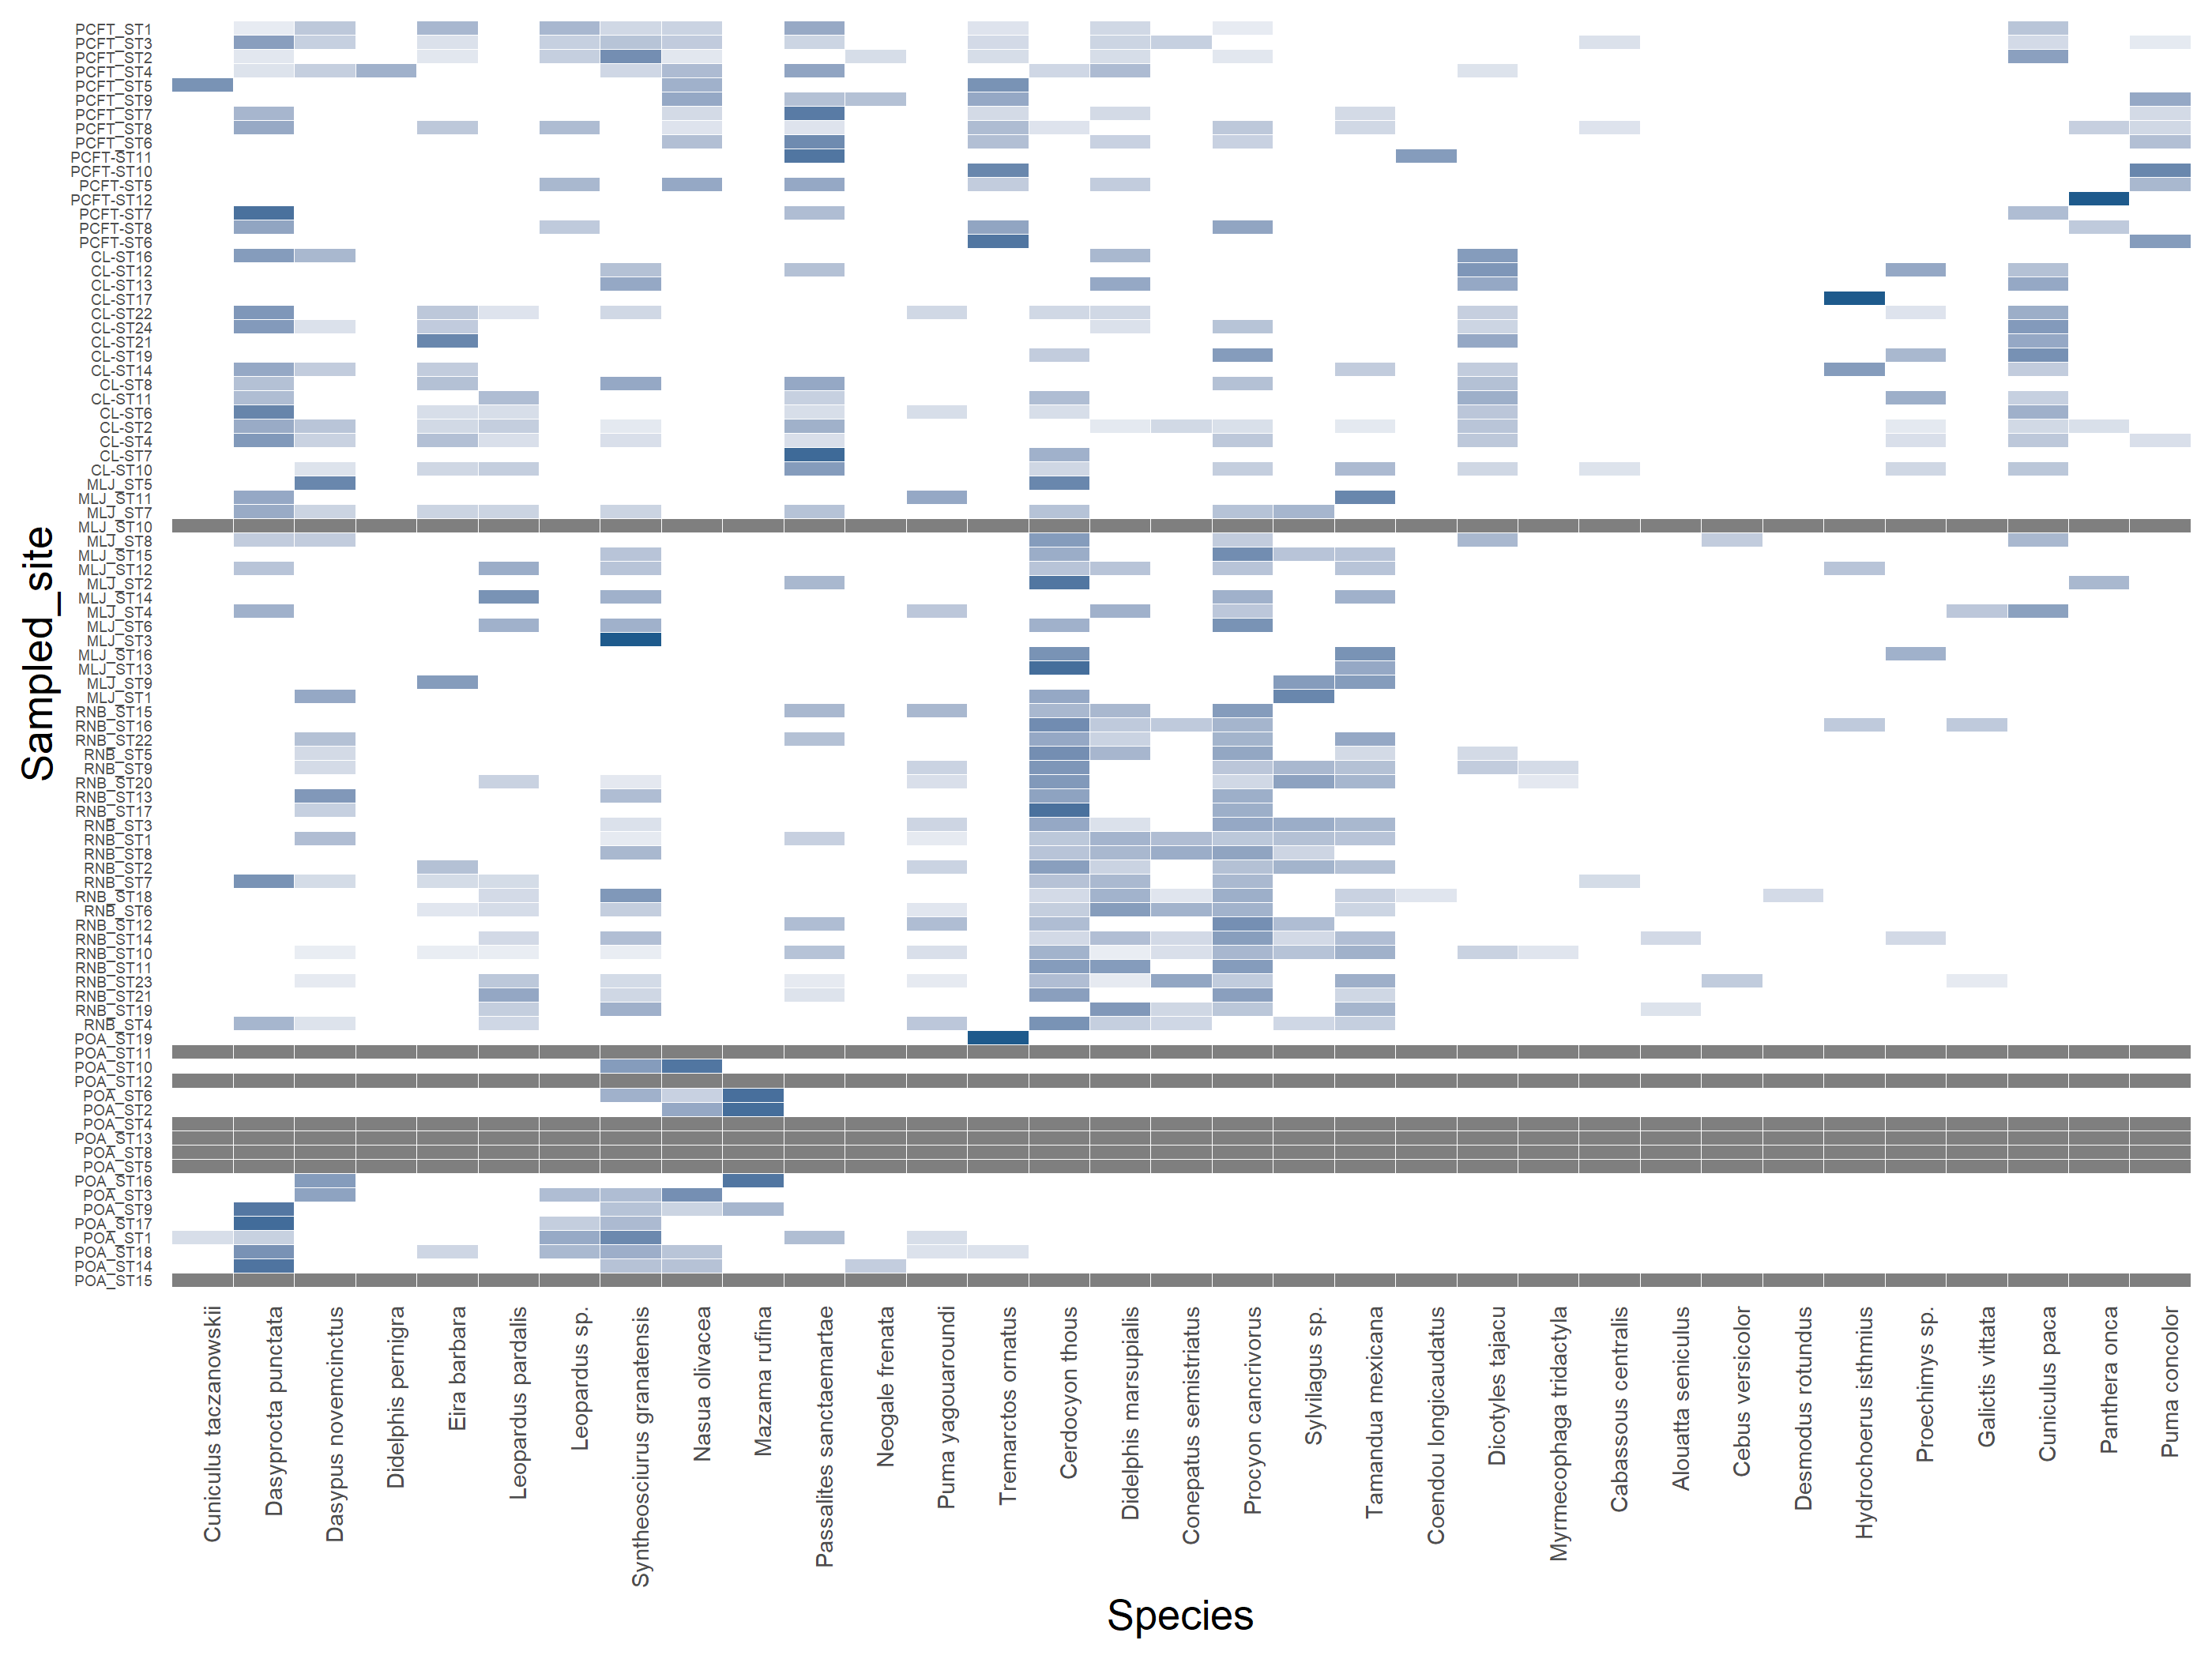 Sampled_site
PCFT_ST1
PCFT_ST3
PCFT_ST2
PCFT_ST4
PCFT_ST5
PCFT_ST9
PCFT_ST7
PCFT_ST8
PCFT_ST6
PCFT-ST11
PCFT-ST10
PCFT-ST5
PCFT-ST12
PCFT-ST7
PCFT-ST8
PCFT-ST6
CL-ST16
CL-ST12
CL-ST13
CL-ST17
CL-ST22
CL-ST24
CL-ST21
CL-ST19
CL-ST14
CL-ST8
CL-ST11
CL-ST6
CL-ST2
CL-ST4
CL-ST7
CL-ST10
MLJ_ST5
MLJ_ST11
MLJ_ST7
MLJ_ST10
MLJ_ST8
MLJ_ST15
MLJ_ST12
MLJ_ST2
MLJ_ST14
MLJ_ST4
MLJ_ST6
MLJ_ST3
MLJ_ST16
MLJ_ST13
MLJ_ST9
MLJ_ST1
RNB_ST15
RNB_ST16
RNB_ST22
RNB_ST5
RNB_ST9
RNB_ST20
RNB_ST13
RNB_ST17
RNB_ST3
RNB_ST1
RNB_ST8
RNB_ST2
RNB_ST7
RNB_ST18
RNB_ST6
RNB_ST12
RNB_ST14
RNB_ST10
RNB_ST11
RNB_ST23
RNB_ST21
RNB_ST19
RNB_ST4
POA_ST19
POA_ST11
POA_ST10
POA_ST12
POA_ST6
POA_ST2
POA_ST4
POA_ST13
POA_ST8
POA_ST5
POA_ST16
POA_ST3
POA_ST9
POA_ST17
POA_ST1
POA_ST18
POA_ST14
POA_ST15
Cuniculus taczanowskii
Dasyprocta punctata
Dasypus novemcinctus
Didelphis pernigra
Eira barbara
Leopardus pardalis
Leopardus sp.
Syntheosciurus granatensis
Nasua olivacea
Mazama rufina
Passalites sanctaemartae
Neogale frenata
Puma yagouaroundi
Tremarctos ornatus
Cerdocyon thous
Didelphis marsupialis
Conepatus semistriatus
Procyon cancrivorus
Sylvilagus sp.
Tamandua mexicana
Coendou longicaudatus
Dicotyles tajacu
Myrmecophaga tridactyla
Cabassous centralis
Alouatta seniculus
Cebus versicolor
Desmodus rotundus
Hydrochoerus isthmius
Proechimys sp.
Galictis vittata
Cuniculus paca
Panthera onca
Puma concolor
Species